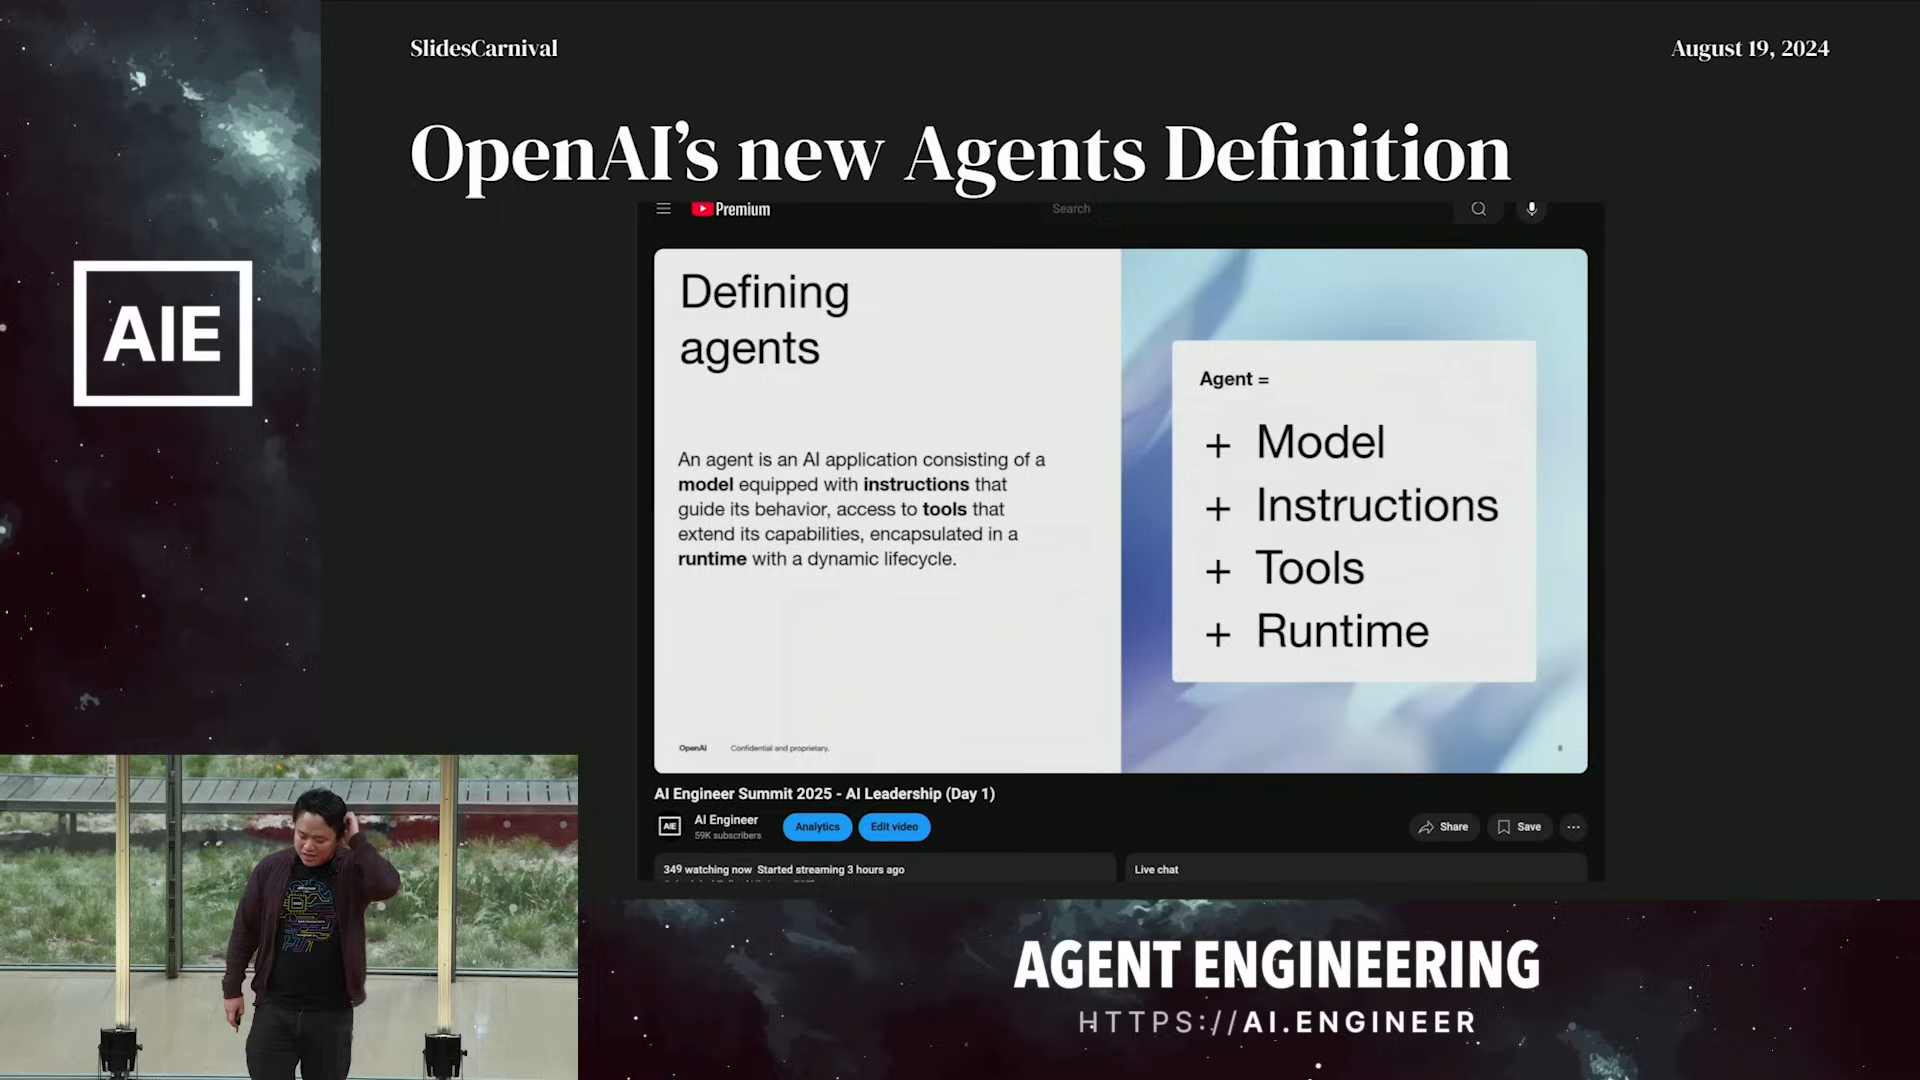 SlidesCarnival
August 19, 2024
OpenAI's new Agents Definition
AIE
Premium
Search
Defining
agents
An agent is an AI application consisting of a
model equipped with instructions that
guide its behavior, access to tools that
extend its capabilities, encapsulated in a
runtime with a dynamic lifecycle.
Agent =
+ Model
+ Instructions
+ Tools
+ Runtime
OpenAI
Confidential and proprietary.
8
AI Engineer Summit 2025 - AI Leadership (Day 1)
AIE
AI Engineer
59K subscribers
Analytics
Edit video
Share
Save
349 watching now Started streaming 3 hours ago
Live chat
AGENT ENGINEERING
HTTPS://AI.ENGINEER